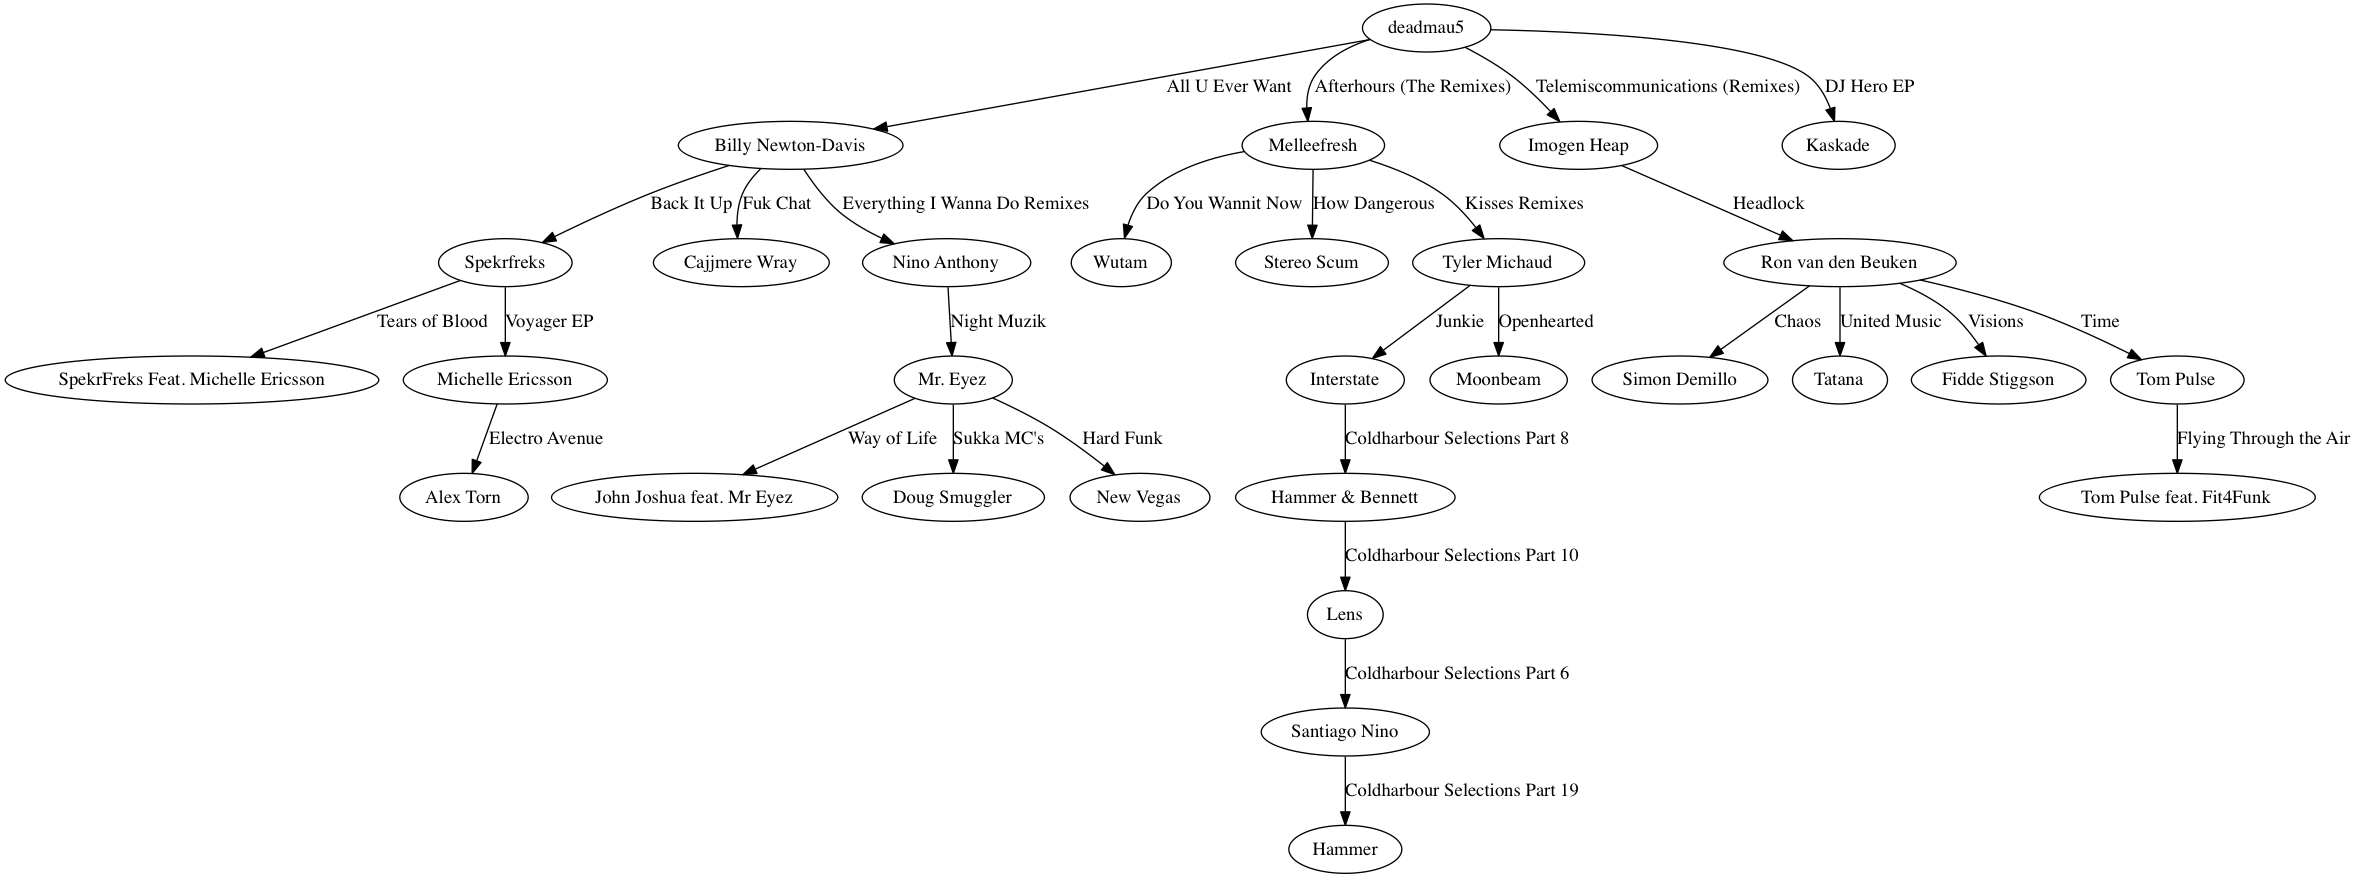 deadmau5
All U Ever Want
Afterhours (The Remixes)
Telemiscommunications (Remixes)
DJ Hero EP
Billy Newton-Davis
Melleefresh
Imogen Heap
Kaskade
Back It Up
Fuk Chat
Everything I Wanna Do Remixes
Do You Wannit Now
How Dangerous
Kisses Remixes
Headlock
Spekrfreks
Cajjmere Wray
Nino Anthony
Wutam
Stereo Scum
Tyler Michaud
Ron van den Beuken
Tears of Blood
Voyager EP
Night Muzik
Junkie
Openhearted
Chaos
United Music
Visions
Time
SpekrFreks Feat. Michelle Ericsson
Michelle Ericsson
Mr. Eyez
Interstate
Moonbeam
Simon Demillo
Tatana
Fidde Stiggson
Tom Pulse
Electro Avenue
Way of Life
Sukka MC's
Hard Funk
Coldharbour Selections Part 8
Flying Through the Air
Alex Torn
John Joshua feat. Mr Eyez
Doug Smuggler
New Vegas
Hammer & Bennett
Tom Pulse feat. Fit4Funk
Coldharbour Selections Part 10
Lens
Coldharbour Selections Part 6
Santiago Nino
Coldharbour Selections Part 19
Hammer